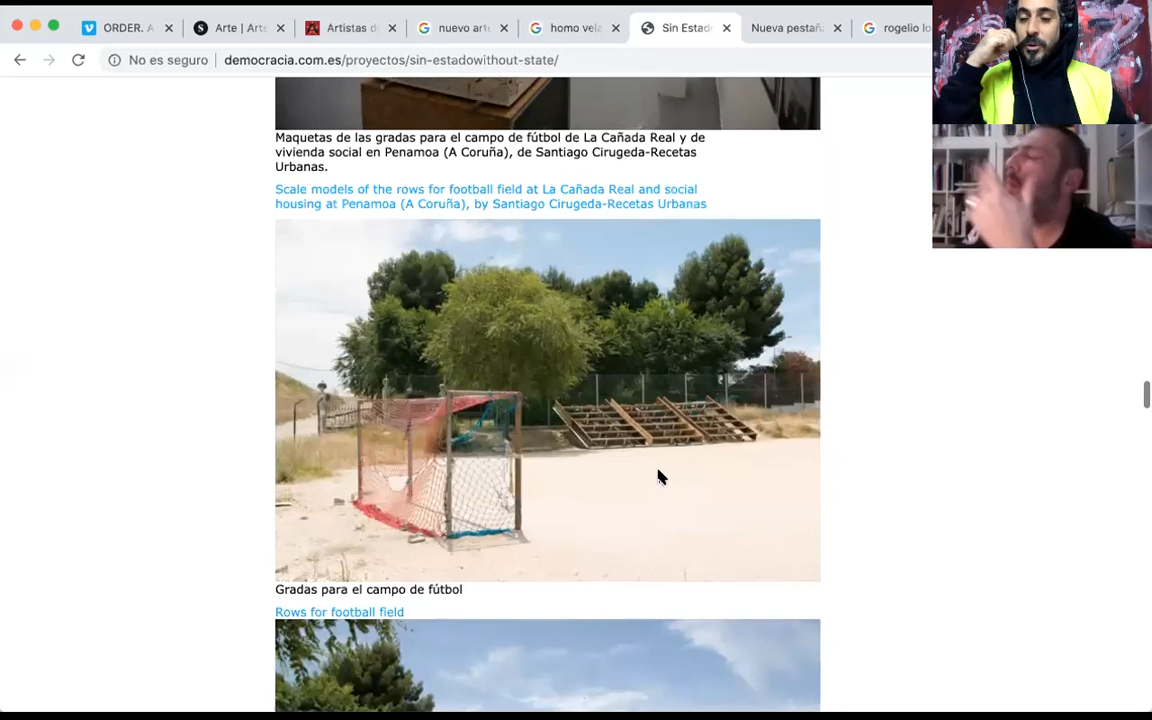 ORDER. A
Arte | Arts
Artistas d
nuevo arte
homo vela
Sin Estado
Nueva pestaña
rogelio lo
No es seguro
democracia.com.es/proyectos/sin-estadowithout-state/
Maquetas de las gradas para el campo de fútbol de La Cañada Real y de
vivienda social en Penamoa (A Coruña), de Santiago Cirugeda-Recetas
Urbanas.
Scale models of the rows for football field at La Cañada Real and social
housing at Penamoa (A Coruña), by Santiago Cirugeda-Recetas Urbanas
Gradas para el campo de fútbol
Rows for football field